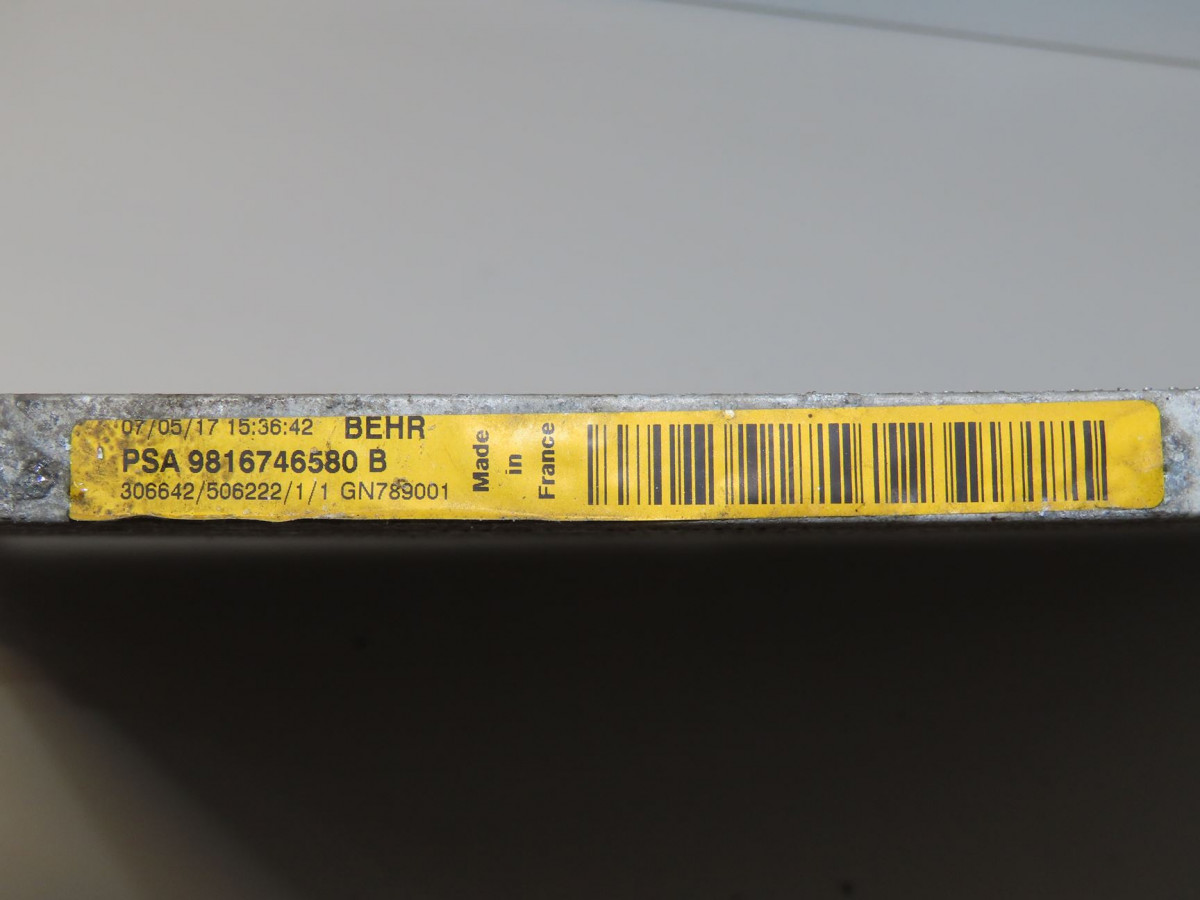 07/05/17 15:36:42 BEHR
PSA 9816746580 B
306642/506222/1/1 GN789001
Made
in
France